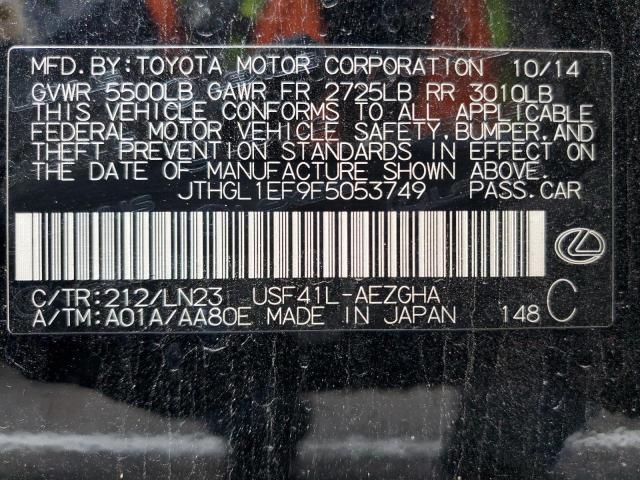 MFD.BY:TOYOTA MOTOR CORPORATION 10/14
GVWR 5500LB GAWR FR 2725LB RR 3010LB
THIS VEHICLE CONFORMS TO ALL APPLICABLE
FEDERAL MOTOR VEHICLE SAFETY,BUMPER,AND
THEFT PREVENTION STANDARDS IN EFFECT ON
THE DATE OF MANUFACTURE SHOWN ABOVE.
JTHGL1EF9F5053749 PASS.CAR
C/TR:212/LN23 USF41L-AEZGHA
A/TM:A01A/AA80E MADE IN JAPAN 148 C